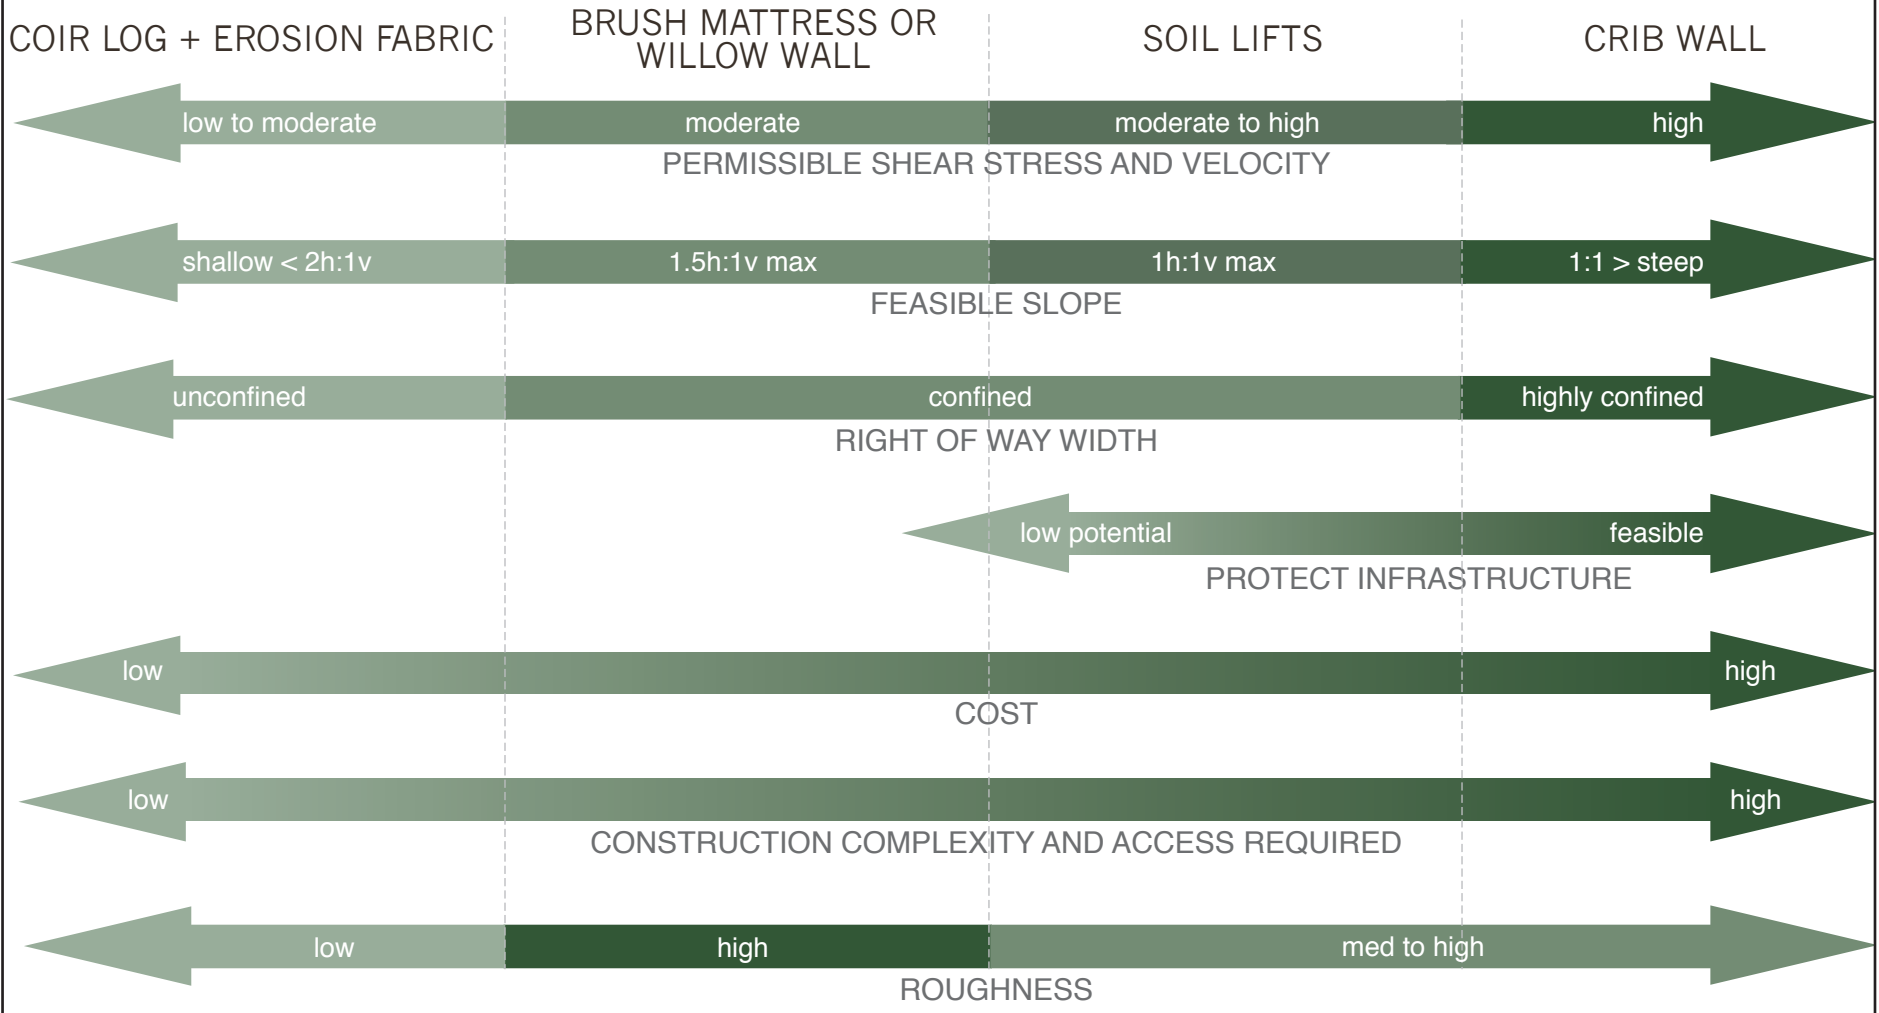 COIR LOG + EROSION FABRIC
BRUSH MATTRESS OR
WILLOW WALL
SOIL LIFTS
CRIB WALL
low to moderate
moderate
moderate to high
high
PERMISSIBLE SHEAR STRESS AND VELOCITY
shallow < 2h:1v
1.5h:1v max
1h:1v max
1:1 > steep
FEASIBLE SLOPE
unconfined
confined
highly confined
RIGHT OF WAY WIDTH
low potential
feasible
PROTECT INFRASTRUCTURE
low
high
COST
low
high
CONSTRUCTION COMPLEXITY AND ACCESS REQUIRED
low
high
med to high
ROUGHNESS